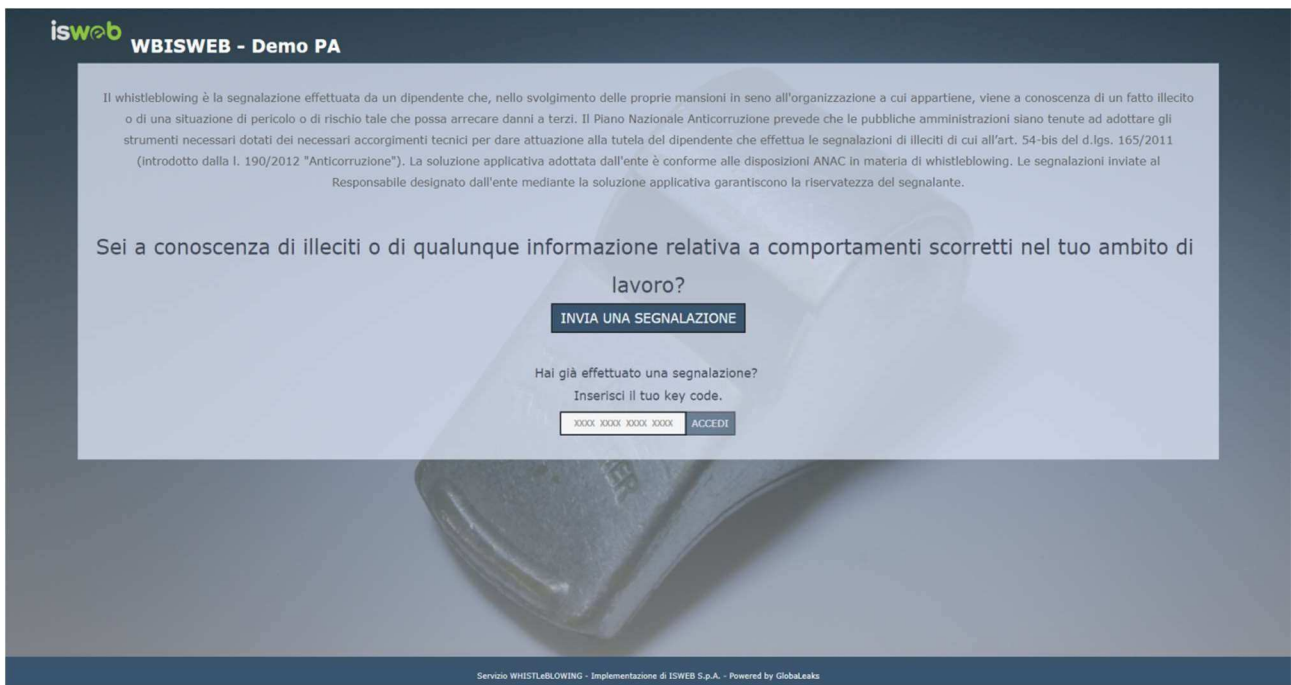 isweb
WBISWEB - Demo PA
Il whistleblowing è la segnalazione effettuata da un dipendente che, nello svolgimento delle proprie mansioni in seno all'organizzazione a cui appartiene, viene a conoscenza di un fatto illecito
o di una situazione di pericolo o di rischio tale che possa arrecare danni a terzi. Il Piano Nazionale Anticorruzione prevede che le pubbliche amministrazioni siano tenute ad adottare gli
strumenti necessari dotati dei necessari accorgimenti tecnici per dare attuazione alla tutela del dipendente che effettua le segnalazioni di illeciti di cui all'art. 54-bis del d.lgs. 165/2011
(introdotto dalla l. 190/2012 "Anticorruzione"). La soluzione applicativa adottata dall'ente è conforme alle disposizioni ANAC in materia di whistleblowing. Le segnalazioni inviate al
Responsabile designato dall'ente mediante la soluzione applicativa garantiscono la riservatezza del segnalante.
Sei a conoscenza di illeciti o di qualunque informazione relativa a comportamenti scorretti nel tuo ambito di
lavoro?
INVIA UNA SEGNALAZIONE
Hai già effettuato una segnalazione?
Inserisci il tuo key code.
XXXX XXXX XXXX XXXX ACCEDI
Servizio WHISTLeBLOWING - Implementazione di ISWEB S.p.A. - Powered by GlobaLeaks